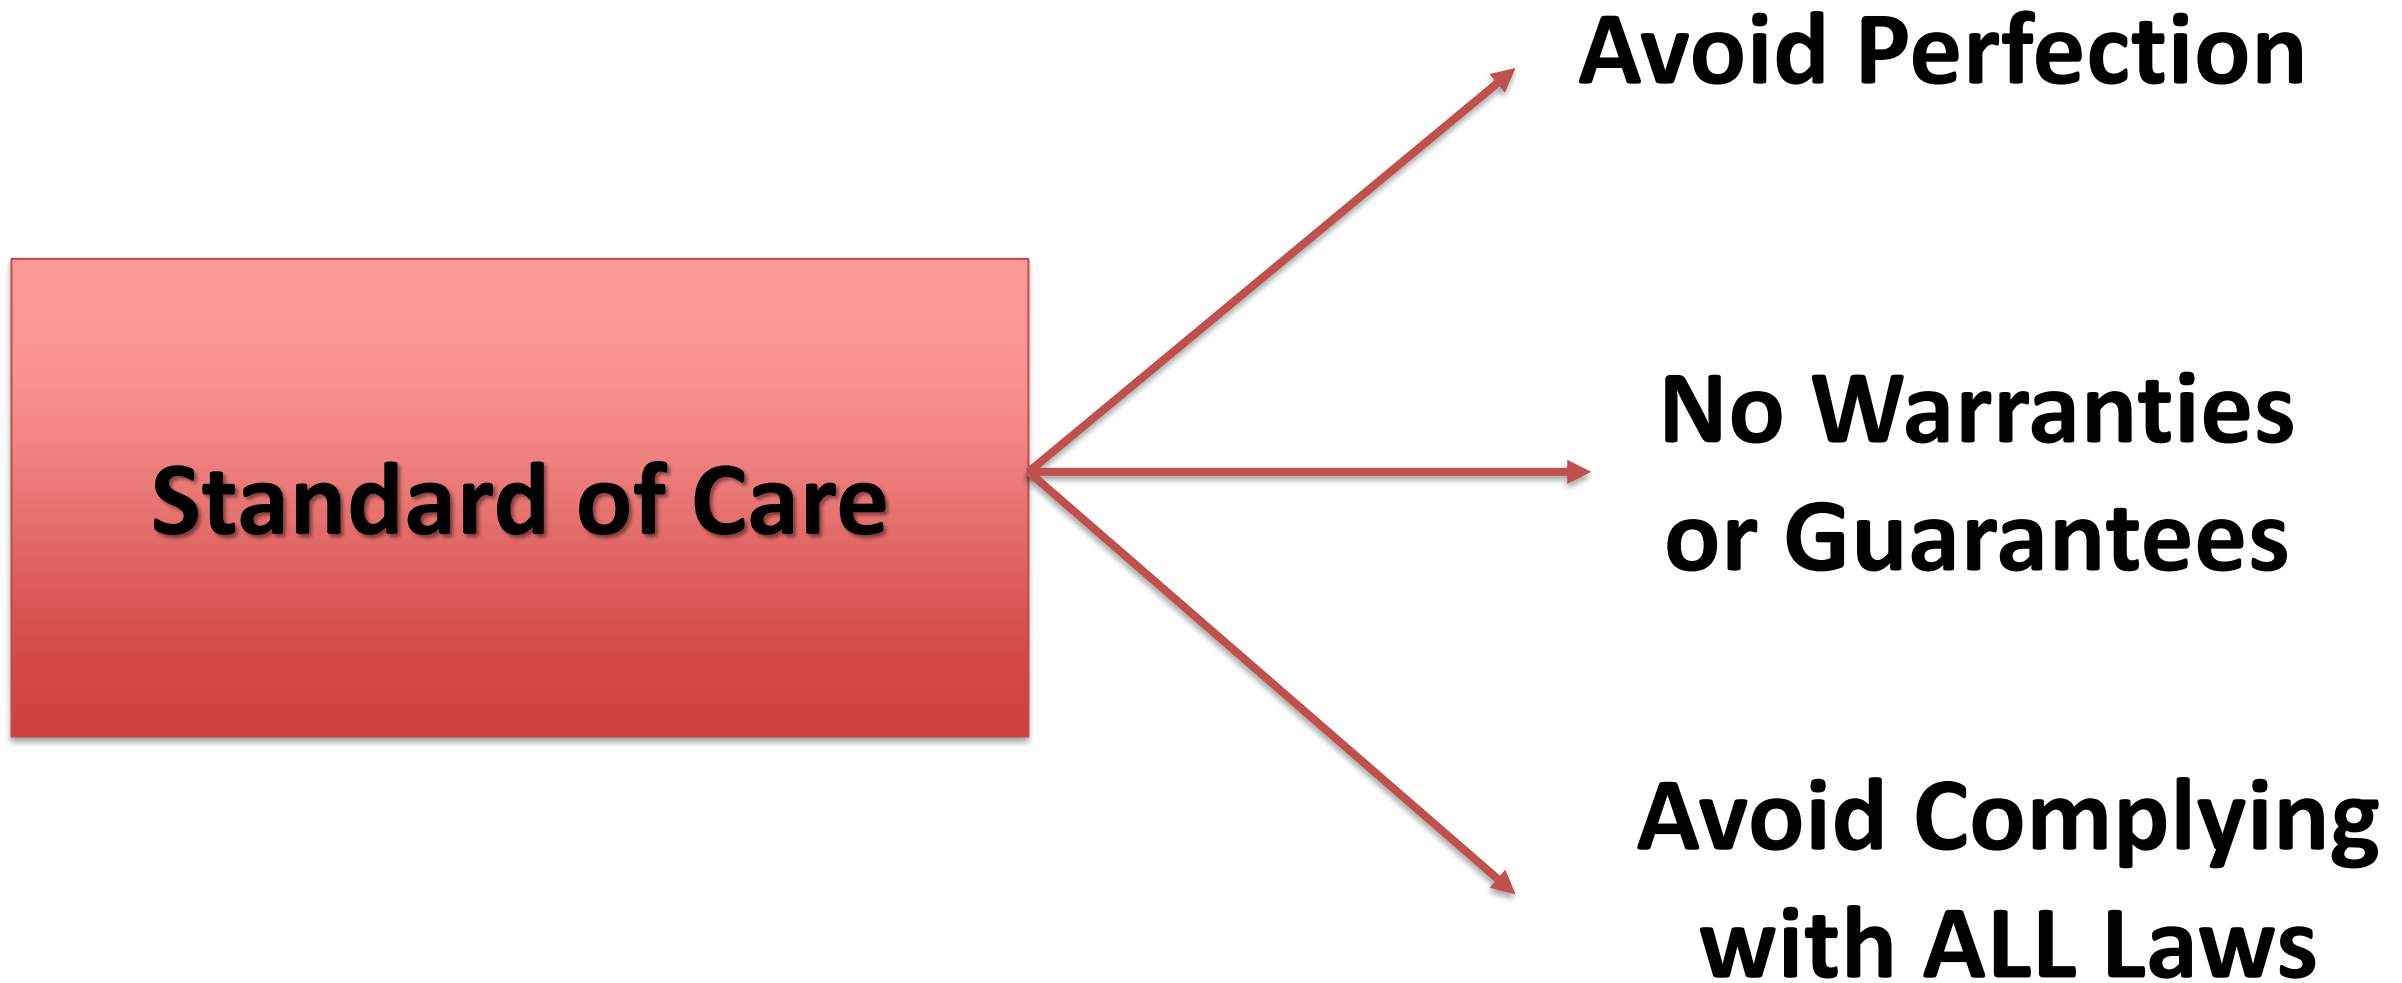 Avoid Perfection
Standard of Care
No Warranties
or Guarantees
Avoid Complying
with ALL Laws